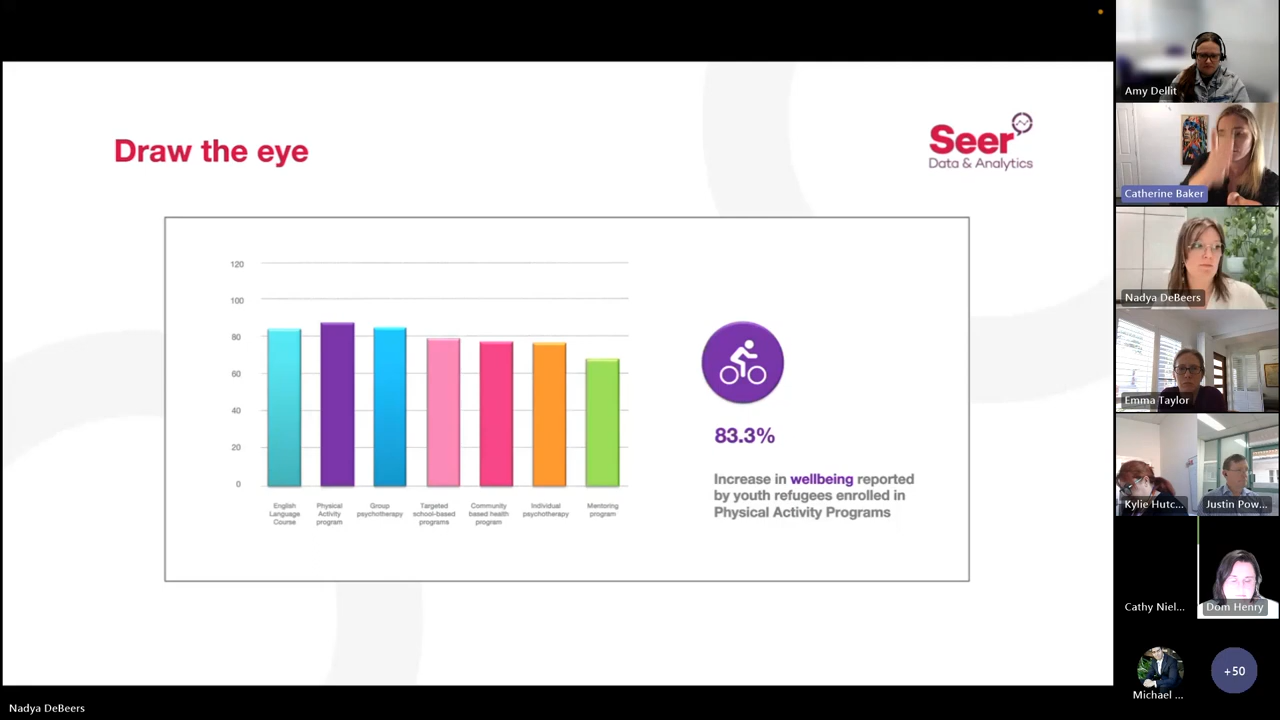 Draw the eye
Seer
Data & Analytics
120
100
80
60
40
20
0
English
Language
Course
Physical
Activity
program
Group
psychotherapy
Targeted
school-based
programs
Community
based health
program
Individual
psychotherapy
Mentoring
program
83.3%
Increase in wellbeing reported
by youth refugees enrolled in
Physical Activity Programs
Amy Dellit
Catherine Baker
Nadya DeBeers
Emma Taylor
Kylie Hutc...
Justin Pow...
Cathy Niel...
Dom Henry
Michael ...
+50
Nadya DeBeers